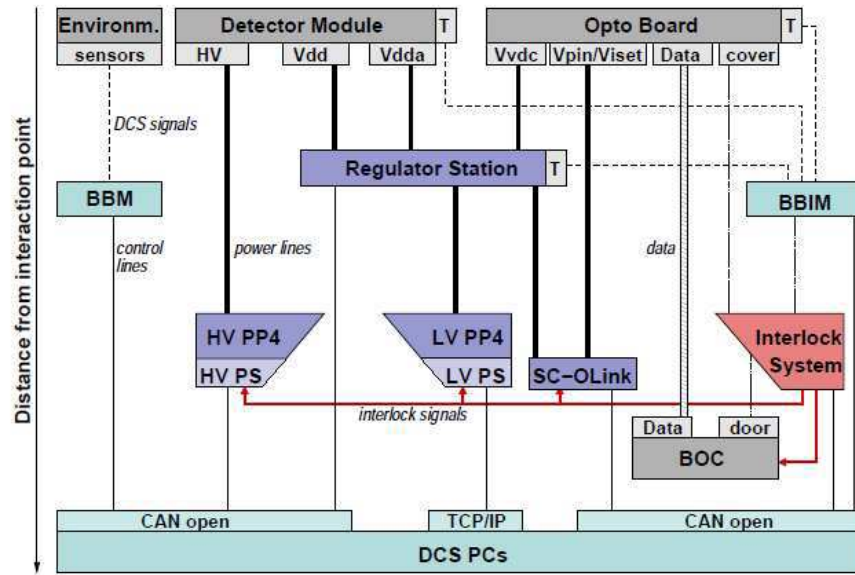 Distance from interaction point
Environm.
sensors
Detector Module
T
HV
Vdd
Vdda
Opto Board
T
Vvdc
Vpin/Viset
Data
cover
DCS signals
Regulator Station
T
BBM
BBIM
control
lines
power lines
data
HV PP4
HV PS
LV PP4
LV PS
SC-OLink
Interlock
System
interlock signals
Data
door
BOC
CAN open
TCP/IP
CAN open
DCS PCs